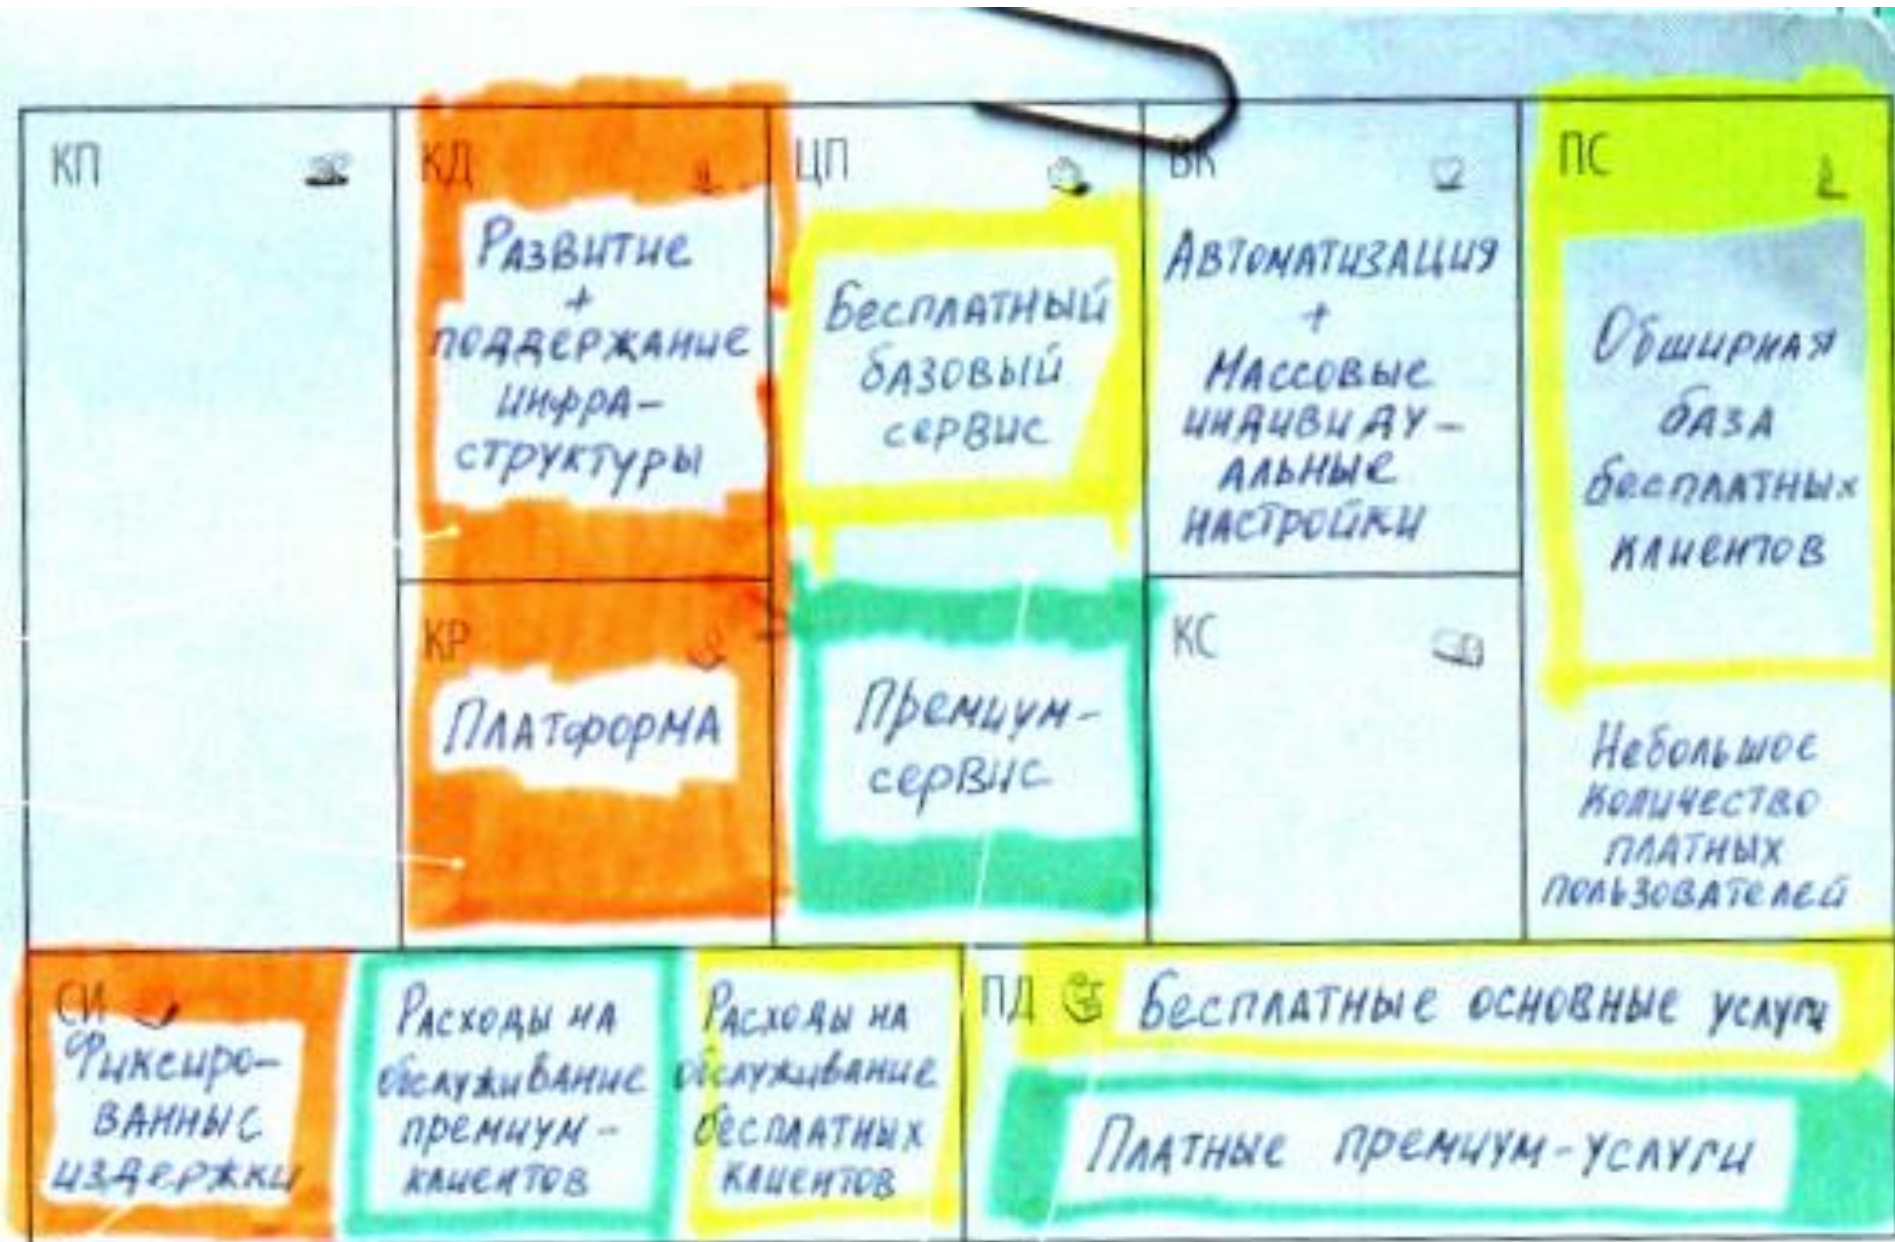 КП
КД
Развитие
+
поддержание
инфра-
структуры
КР
Платформа
ЦП
Бесплатный
базовый
сервис
Премиум-
сервис
ВК
Автоматизация
+
Массовые
индивиду-
альные
настройки
КС
ПС
Обширная
база
бесплатных
клиентов
Небольшое
количество
платных
пользователей
СИ
Фиксиро-
ванные
издержки
Расходы на
обслуживание
премиум-
клиентов
Расходы на
обслуживание
бесплатных
клиентов
ПД
Бесплатные основные услуги
Платные премиум-услуги